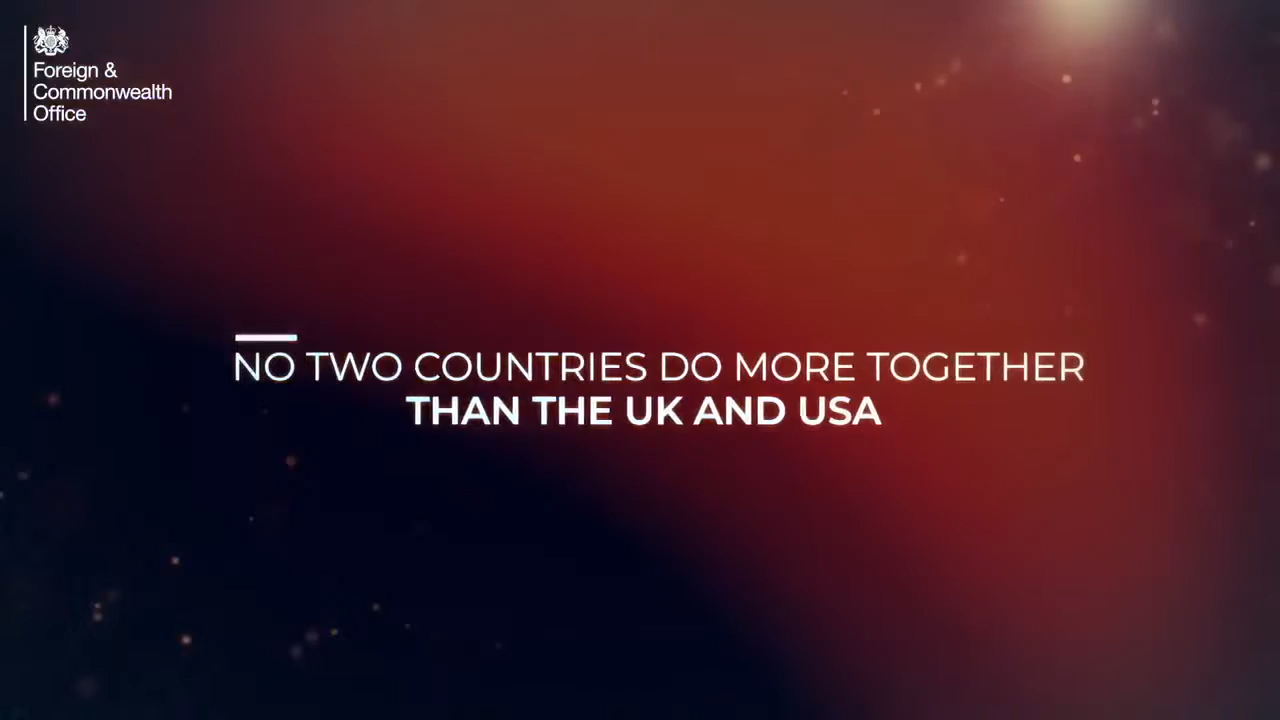 Foreign &
Commonwealth
Office
NO TWO COUNTRIES DO MORE TOGETHER
THAN THE UK AND USA